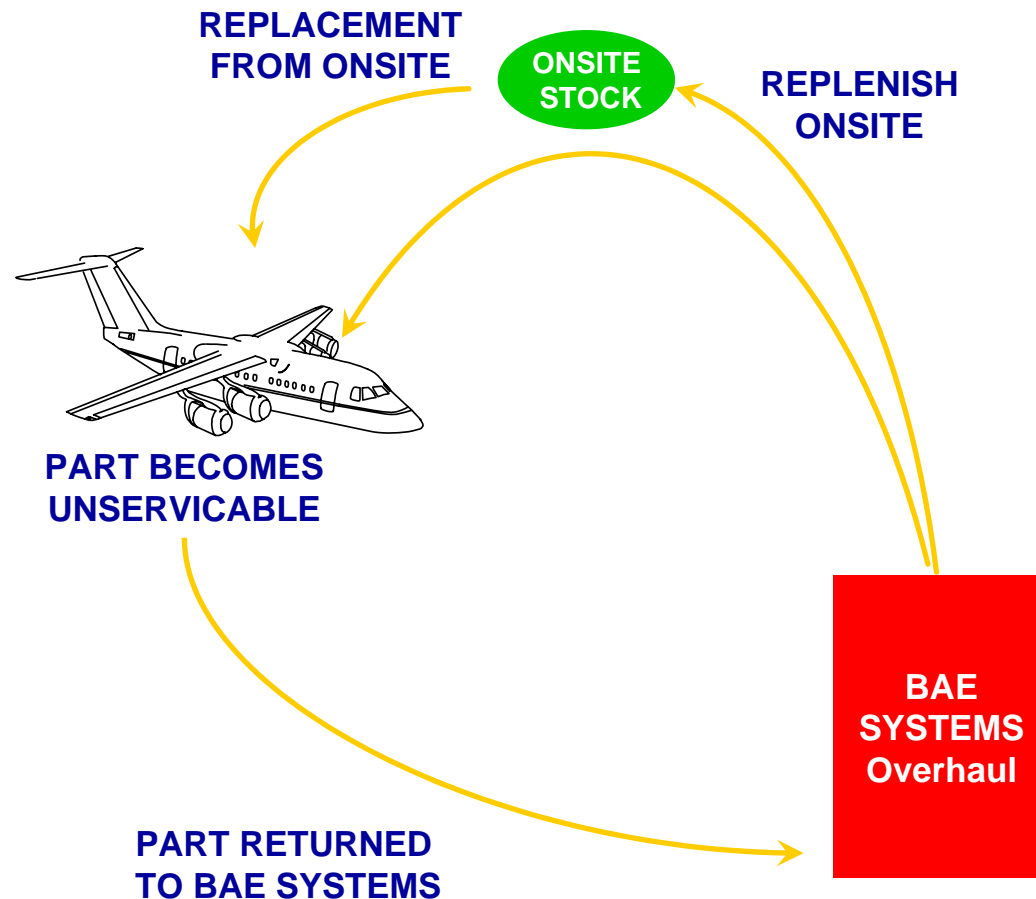 REPLACEMENT
FROM ONSITE
ONSITE
STOCK
REPLENISH
ONSITE
PART BECOMES
UNSERVICABLE
BAE
SYSTEMS
Overhaul
PART RETURNED
TO BAE SYSTEMS